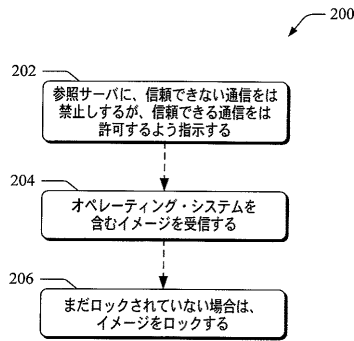 200
202
参照サーバに、信頼できない通信をは
禁止しするが、信頼できる通信をは
許可するよう指示する
204
オペレーティング・システムを
含むイメージを受信する
206
まだロックされていない場合は、
イメージをロックする